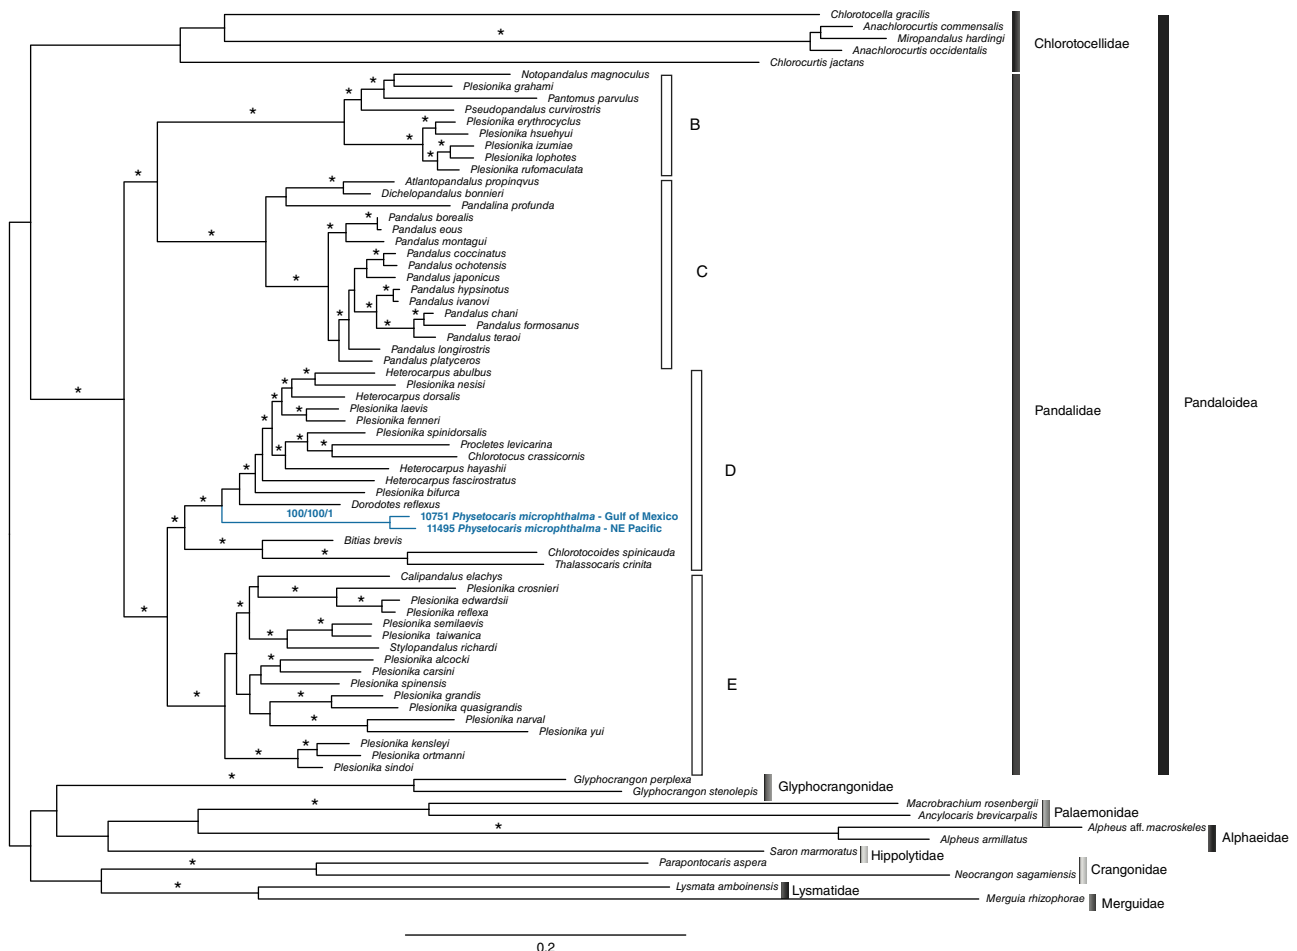 Chlorotocella gracilis
Anachlorocurtis commensalis
*
Miropandalus hardingi
Chlorotocellidae
Anachlorocurtis occidentalis
Chlorocurtis jactans
Notopandalus magnoculus
*
*
Plesionika grahami
Pantomus parvulus
*
Pseudopandalus curvirostris
*
Plesionika erythrocyclus
B
Plesionika hsuehyui
*
*
Plesionika izumiae
*
Plesionika lophotes
Plesionika rufomaculata
*
*
Atlantopandalus propinqvus
Dichelopandalus bonnieri
Pandalina profunda
*
Pandalus borealis
*
Pandalus eous
*
Pandalus montagui
*
Pandalus coccinatus
Pandalus ochotensis
C
*
Pandalus japonicus
*
Pandalus hypsinotus
*
Pandalus ivanovi
*
*
Pandalus chani
*
Pandalus formosanus
Pandalus teraoi
Pandalus longirostris
Pandalus platyceros
*
Heterocarpus abulbus
*
Plesionika nesisi
*
*
Heterocarpus dorsalis
*
Plesionika laevis
Pandalidae
Pandaloidea
*
Plesionika fenneri
*
Plesionika spinidorsalis
*
Procletes levicarina
*
Chlorotocus crassicornis
*
Heterocarpus hayashii
D
Heterocarpus fascirostratus
*
Plesionika bifurca
*
Dorodotes reflexus
100/100/1
10751 Physetocaris microphthalma - Gulf of Mexico
*
11495 Physetocaris microphthalma - NE Pacific
*
Bitias brevis
*
Chlorotocoides spinicauda
Thalassocaris crinita
Calipandalus elachys
*
Plesionika crosnieri
*
*
Plesionika edwardsii
*
Plesionika reflexa
*
Plesionika semilaevis
*
Plesionika taiwanica
Stylopandalus richardi
*
Plesionika alcocki
Plesionika carsini
Plesionika spinensis
E
*
*
Plesionika grandis
Plesionika quasigrandis
*
Plesionika narval
Plesionika yui
*
*
Plesionika kensleyi
Plesionika ortmanni
Plesionika sindoi
*
Glyphocrangon perplexa
Glyphocrangonidae
Glyphocrangon stenolepis
*
Macrobrachium rosenbergii
Palaemonidae
Ancylocaris brevicarpalis
*
Alpheus aff. macroskeles
Alphaeidae
Alpheus armillatus
Saron marmoratus
Hippolytidae
*
Parapontocaris aspera
Crangonidae
Neocrangon sagamiensis
*
Lysmata amboinensis
Lysmatidae
Merguia rhizophorae
Merguidae
0.2